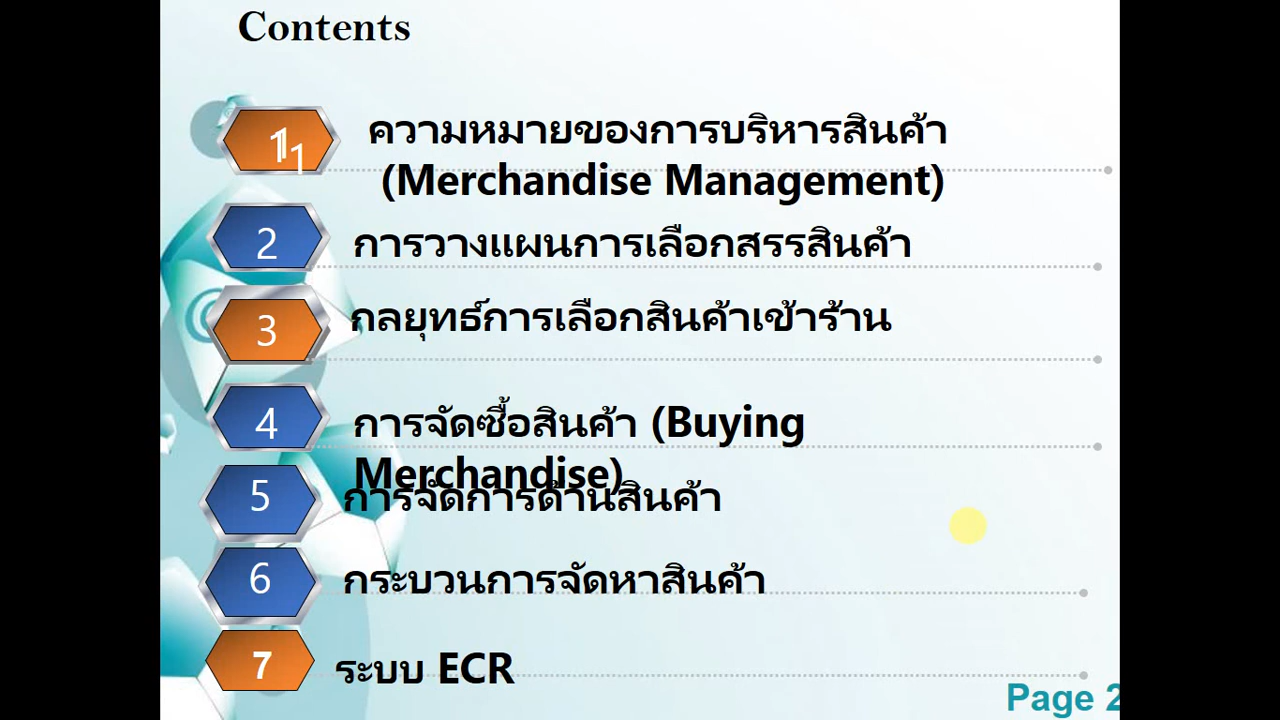 Contents
11 ความหมายของการบริหารสินค้า
1 (Merchandise Management)
2 การวางแผนการเลือกสรรสินค้า
3 กลยุทธ์การเลือกสินค้าเข้าร้าน
4 การจัดซื้อสินค้า (Buying
Merchandise)
5 การจัดการด้านสินค้า
6 กระบวนการจัดหาสินค้า
7 ระบบ ECR
Page 2